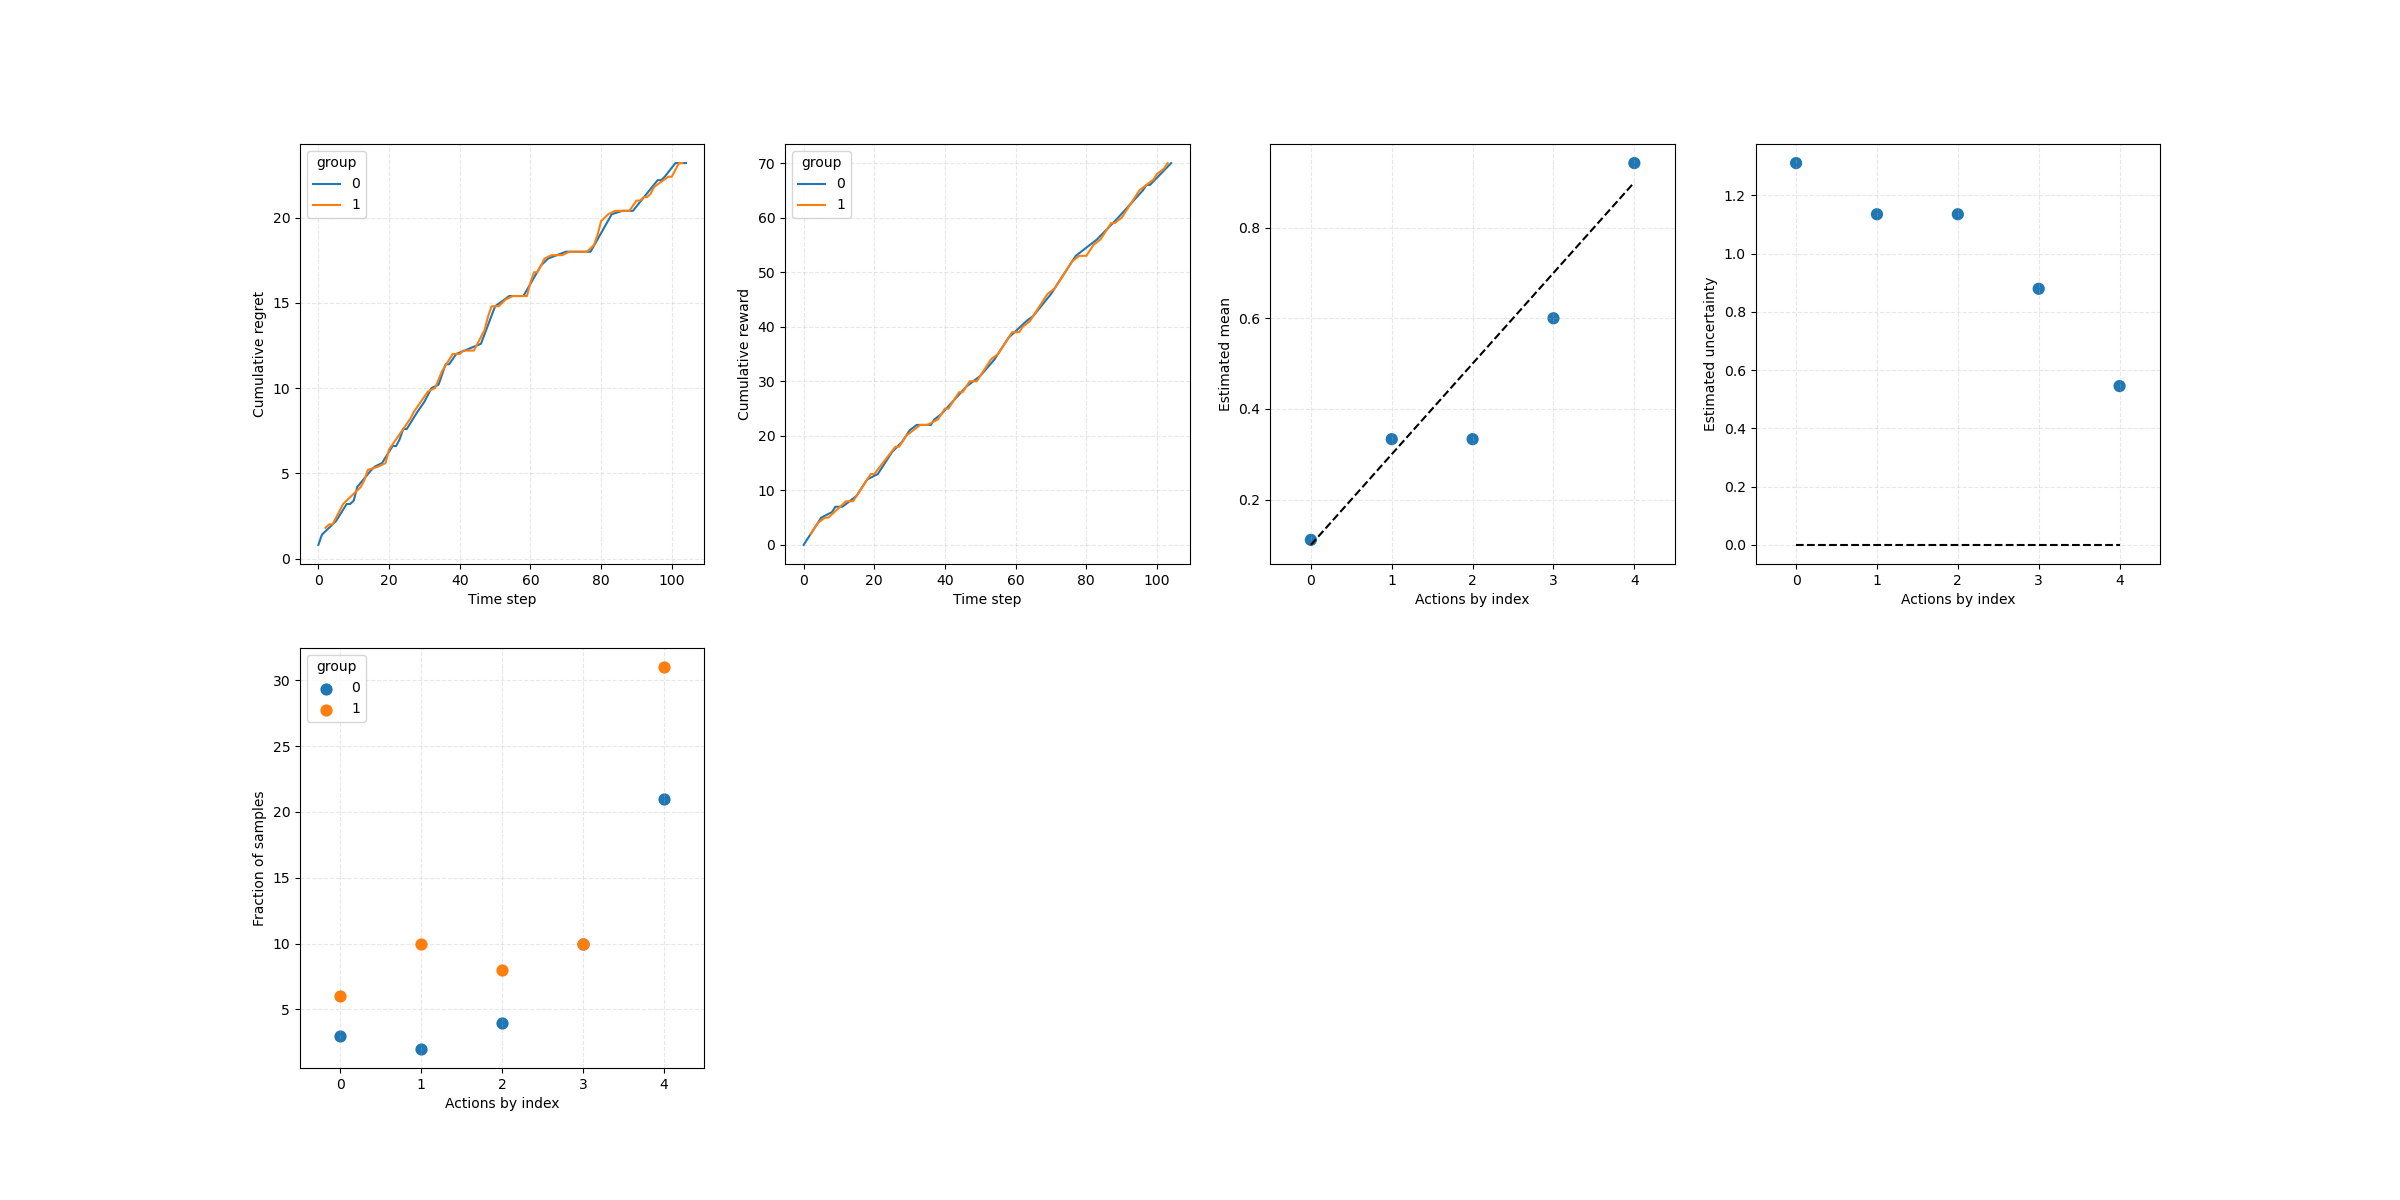 group
0
1
20
15
10
5
0
Cumulative regret
0 20 40 60 80 100
Time step
group
0
1
70
60
50
40
30
20
10
0
Cumulative reward
0 20 40 60 80 100
Time step
0.8
0.6
0.4
0.2
Estimated mean
0 1 2 3 4
Actions by index
1.2
1.0
0.8
0.6
0.4
0.2
0.0
Estimated uncertainty
0 1 2 3 4
Actions by index
group
0
1
30
25
20
15
10
5
Fraction of samples
0 1 2 3 4
Actions by index